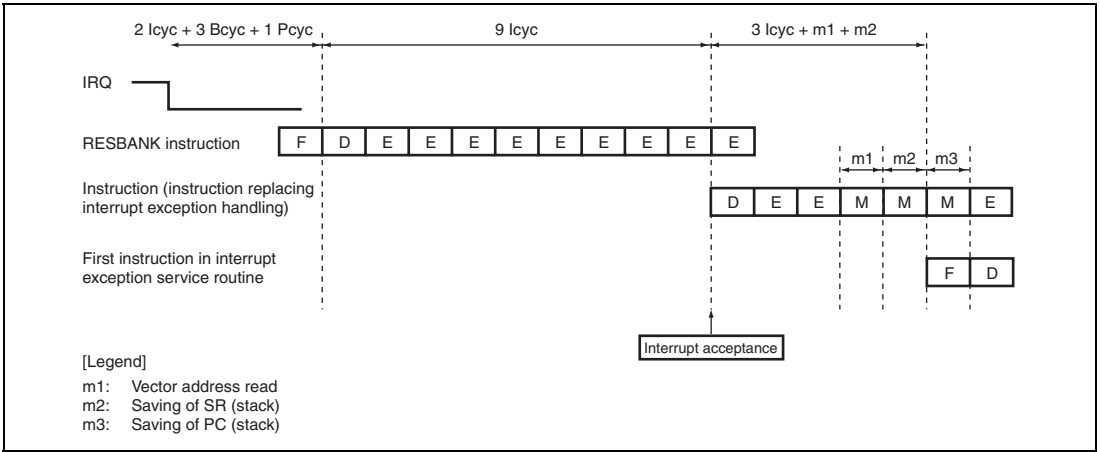 2 Icyc + 3 Bcyc + 1 Pcyc 9 Icyc 3 Icyc + m1 + m2
IRQ
RESBANK instruction F D E E E E E E E E E
m1 m2 m3
Instruction (instruction replacing
interrupt exception handling) D E E M M M E
First instruction in interrupt
exception service routine F D
Interrupt acceptance
[Legend]
m1: Vector address read
m2: Saving of SR (stack)
m3: Saving of PC (stack)